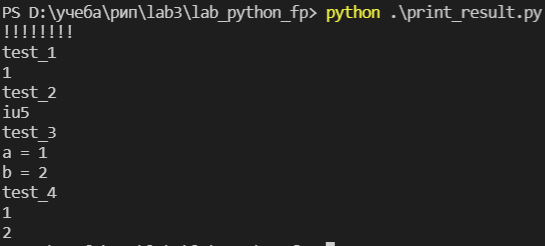 PS D:\учеба\рип\lab3\lab_python_fp> python .\print_result.py
!!!!!!!!
test_1
1
test_2
iu5
test_3
a = 1
b = 2
test_4
1
2